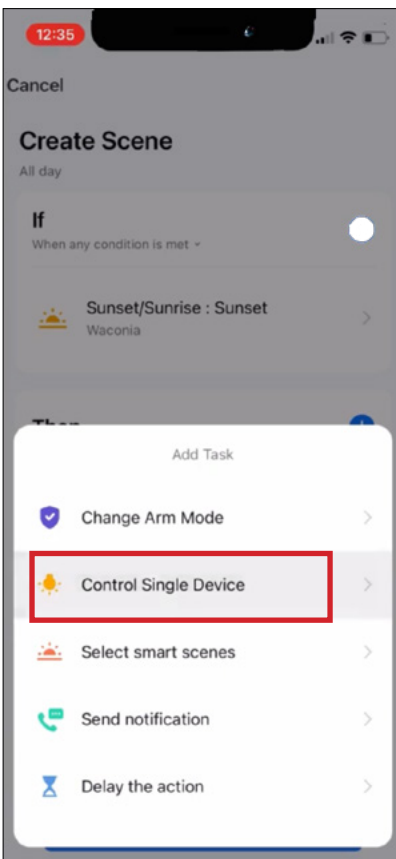 12:35
Cancel
Create Scene
All day
If
When any condition is met
Sunset/Sunrise : Sunset
Waconia
Then
Add Task
Change Arm Mode
Control Single Device
Select smart scenes
Send notification
Delay the action